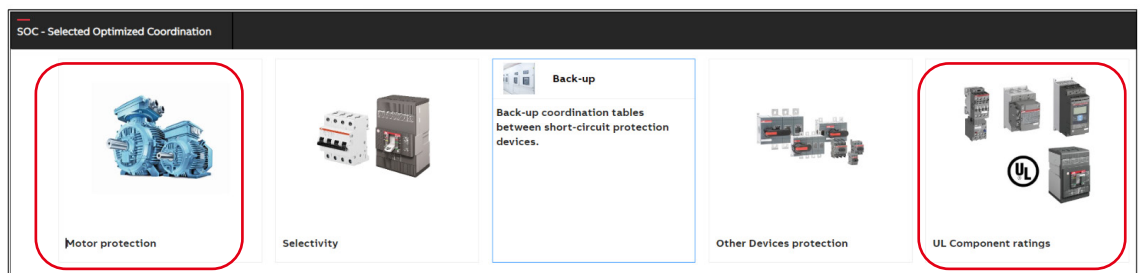 SOC - Selected Optimized Coordination
Back-up
Back-up coordination tables
between short-circuit protection
devices.
UL
Motor protection
Selectivity
Other Devices protection
UL Component ratings